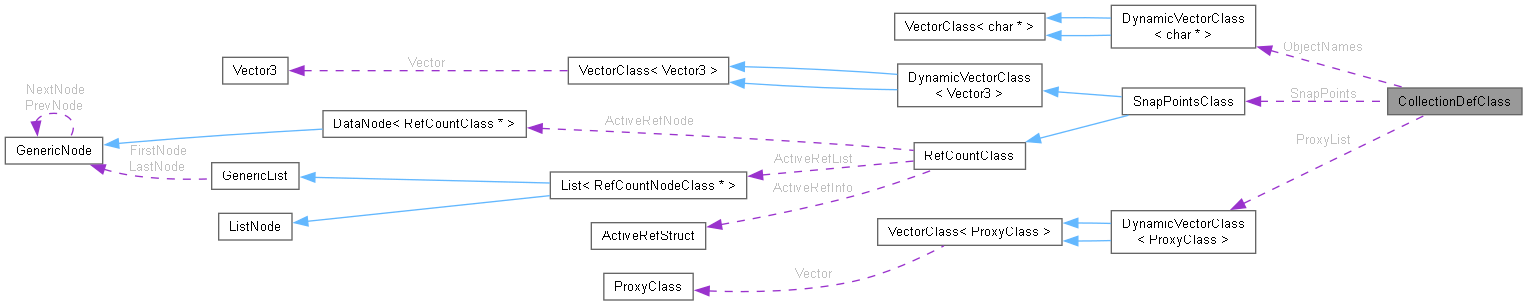 VectorClass< char * >
DynamicVectorClass
< char * >
ObjectNames
Vector3
Vector
VectorClass< Vector3 >
DynamicVectorClass
< Vector3 >
SnapPointsClass
SnapPoints
CollectionDefClass
NextNode
PrevNode
GenericNode
DataNode< RefCountClass * >
ActiveRefNode
ProxyList
FirstNode
LastNode
GenericList
ActiveRefList
RefCountClass
List< RefCountNodeClass * >
ActiveRefInfo
ListNode
ActiveRefStruct
VectorClass< ProxyClass >
DynamicVectorClass
< ProxyClass >
Vector
ProxyClass